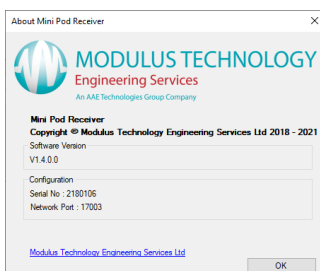 About Mini Pod Receiver
MODULUS TECHNOLOGY
Engineering Services
An AAE Technologies Group Company
Mini Pod Receiver
Copyright © Modulus Technology Engineering Services Ltd 2018 - 2021
Software Version
V1.4.0.0
Configuration
Serial No : 2180106
Network Port : 17003
Modulus Technology Engineering Services Ltd
OK